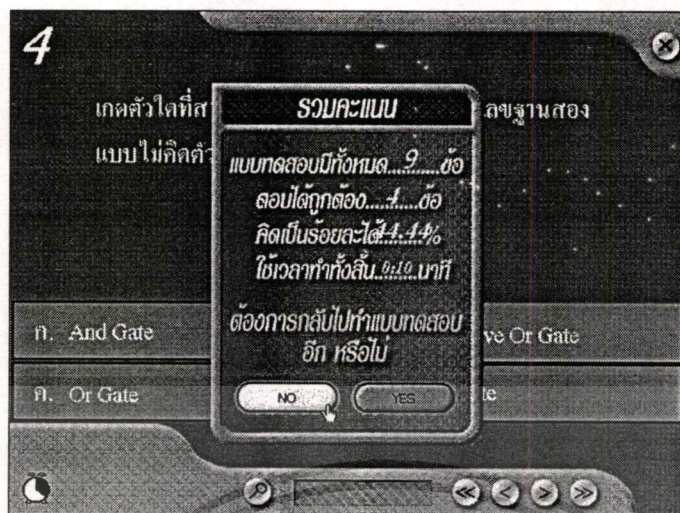 4
เกตตัวใดที่ส
ลขฐานสอง
แบบไม่คิดตัว
รวมคะแนน
แบบทดสอบมีทั้งหมด....9....ข้อ
ตอบได้ถูกต้อง....4....ข้อ
คิดเป็นร้อยละได้44.44%
ใช้เวลาทำทั้งสิ้น..0:10..นาที
ต้องการกลับไปทำแบบทดสอบ
อีก หรือไม่
NO YES
ก. And Gate
ve Or Gate
ค. Or Gate
te